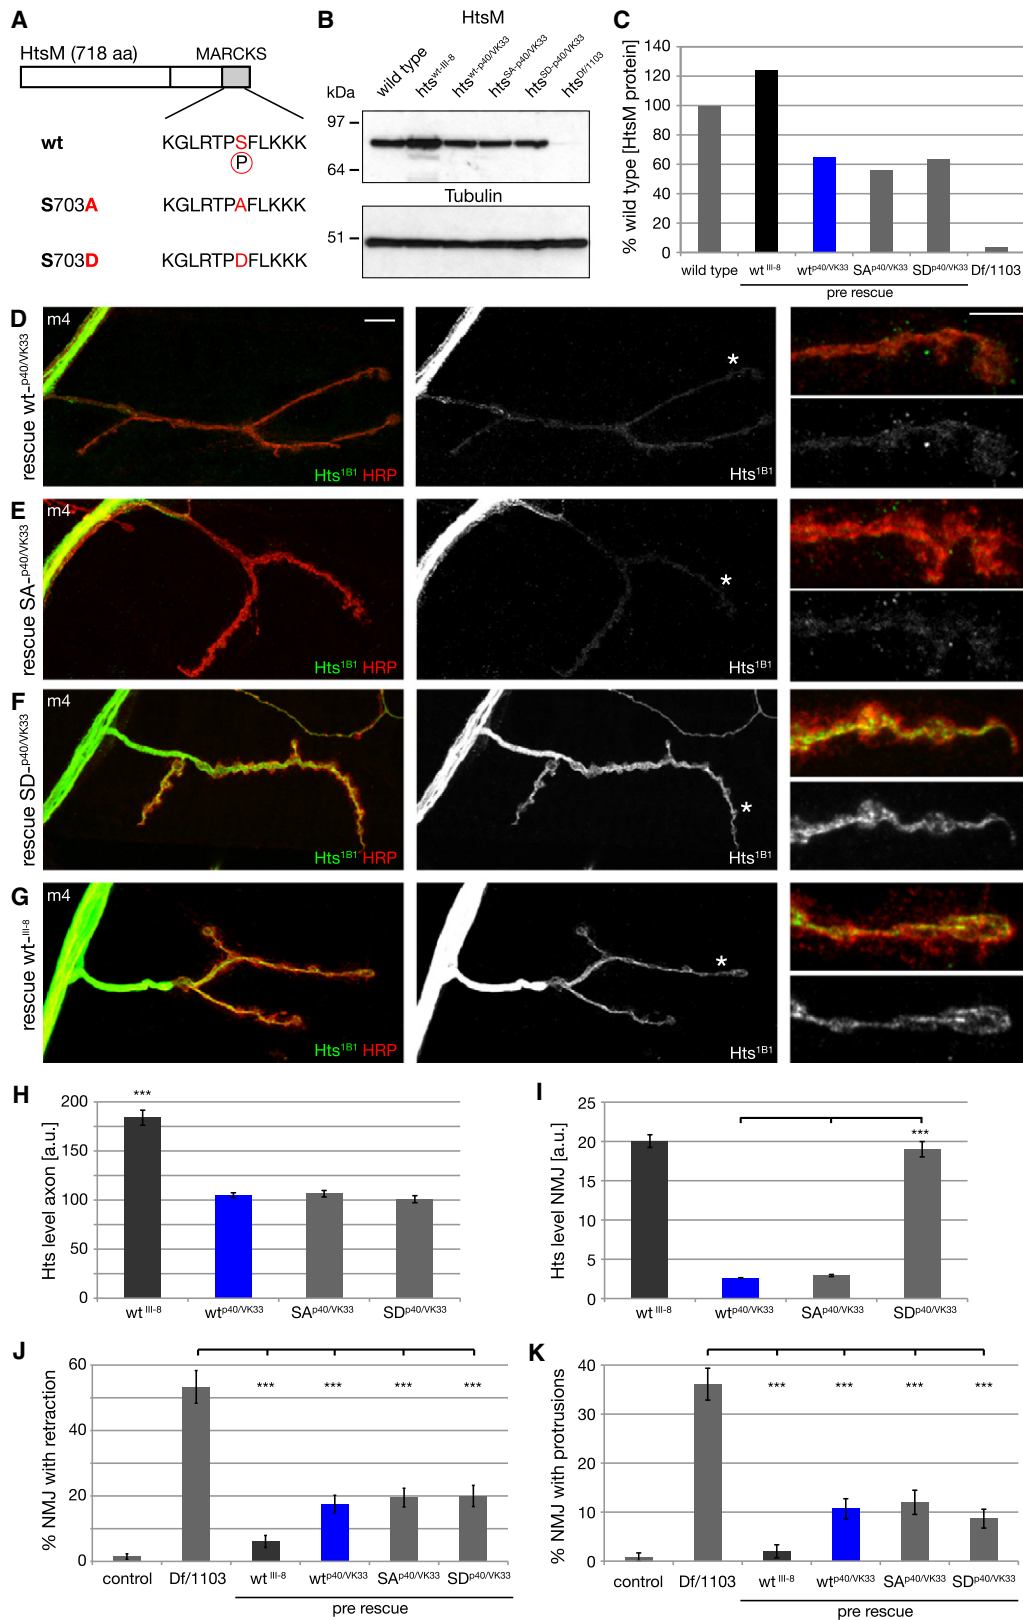 A
HtsM (718 aa)
MARCKS
wt
KGLRTPSFLKKK
P
S703A
KGLRTPAFLKKK
S703D
KGLRTPDFLKKK
B
HtsM
wild type
hts^wt-III-8
hts^wt-p40/VK33
hts^SA-p40/VK33
hts^SD-p40/VK33
hts^Df/1103
kDa
97
64
Tubulin
51
C
% wild type [HtsM protein]
140
120
100
80
60
40
20
0
wild type
wt^III-8
wt^p40/VK33
SA^p40/VK33
SD^p40/VK33
Df/1103
pre rescue
D
rescue wt-^p40/VK33
m4
Hts^1B1 HRP
*
Hts^1B1
E
rescue SA-^p40/VK33
m4
Hts^1B1 HRP
*
Hts^1B1
F
rescue SD-^p40/VK33
m4
Hts^1B1 HRP
*
Hts^1B1
G
rescue wt-^III-8
m4
Hts^1B1 HRP
*
Hts^1B1
H
Hts level axon [a.u.]
200
150
100
50
0
***
wt^III-8
wt^p40/VK33
SA^p40/VK33
SD^p40/VK33
I
Hts level NMJ [a.u.]
25
20
15
10
5
0
***
wt^III-8
wt^p40/VK33
SA^p40/VK33
SD^p40/VK33
J
% NMJ with retraction
60
40
20
0
*** *** *** ***
control
Df/1103
wt^III-8
wt^p40/VK33
SA^p40/VK33
SD^p40/VK33
pre rescue
K
% NMJ with protrusions
40
30
20
10
0
*** *** *** ***
control
Df/1103
wt^III-8
wt^p40/VK33
SA^p40/VK33
SD^p40/VK33
pre rescue